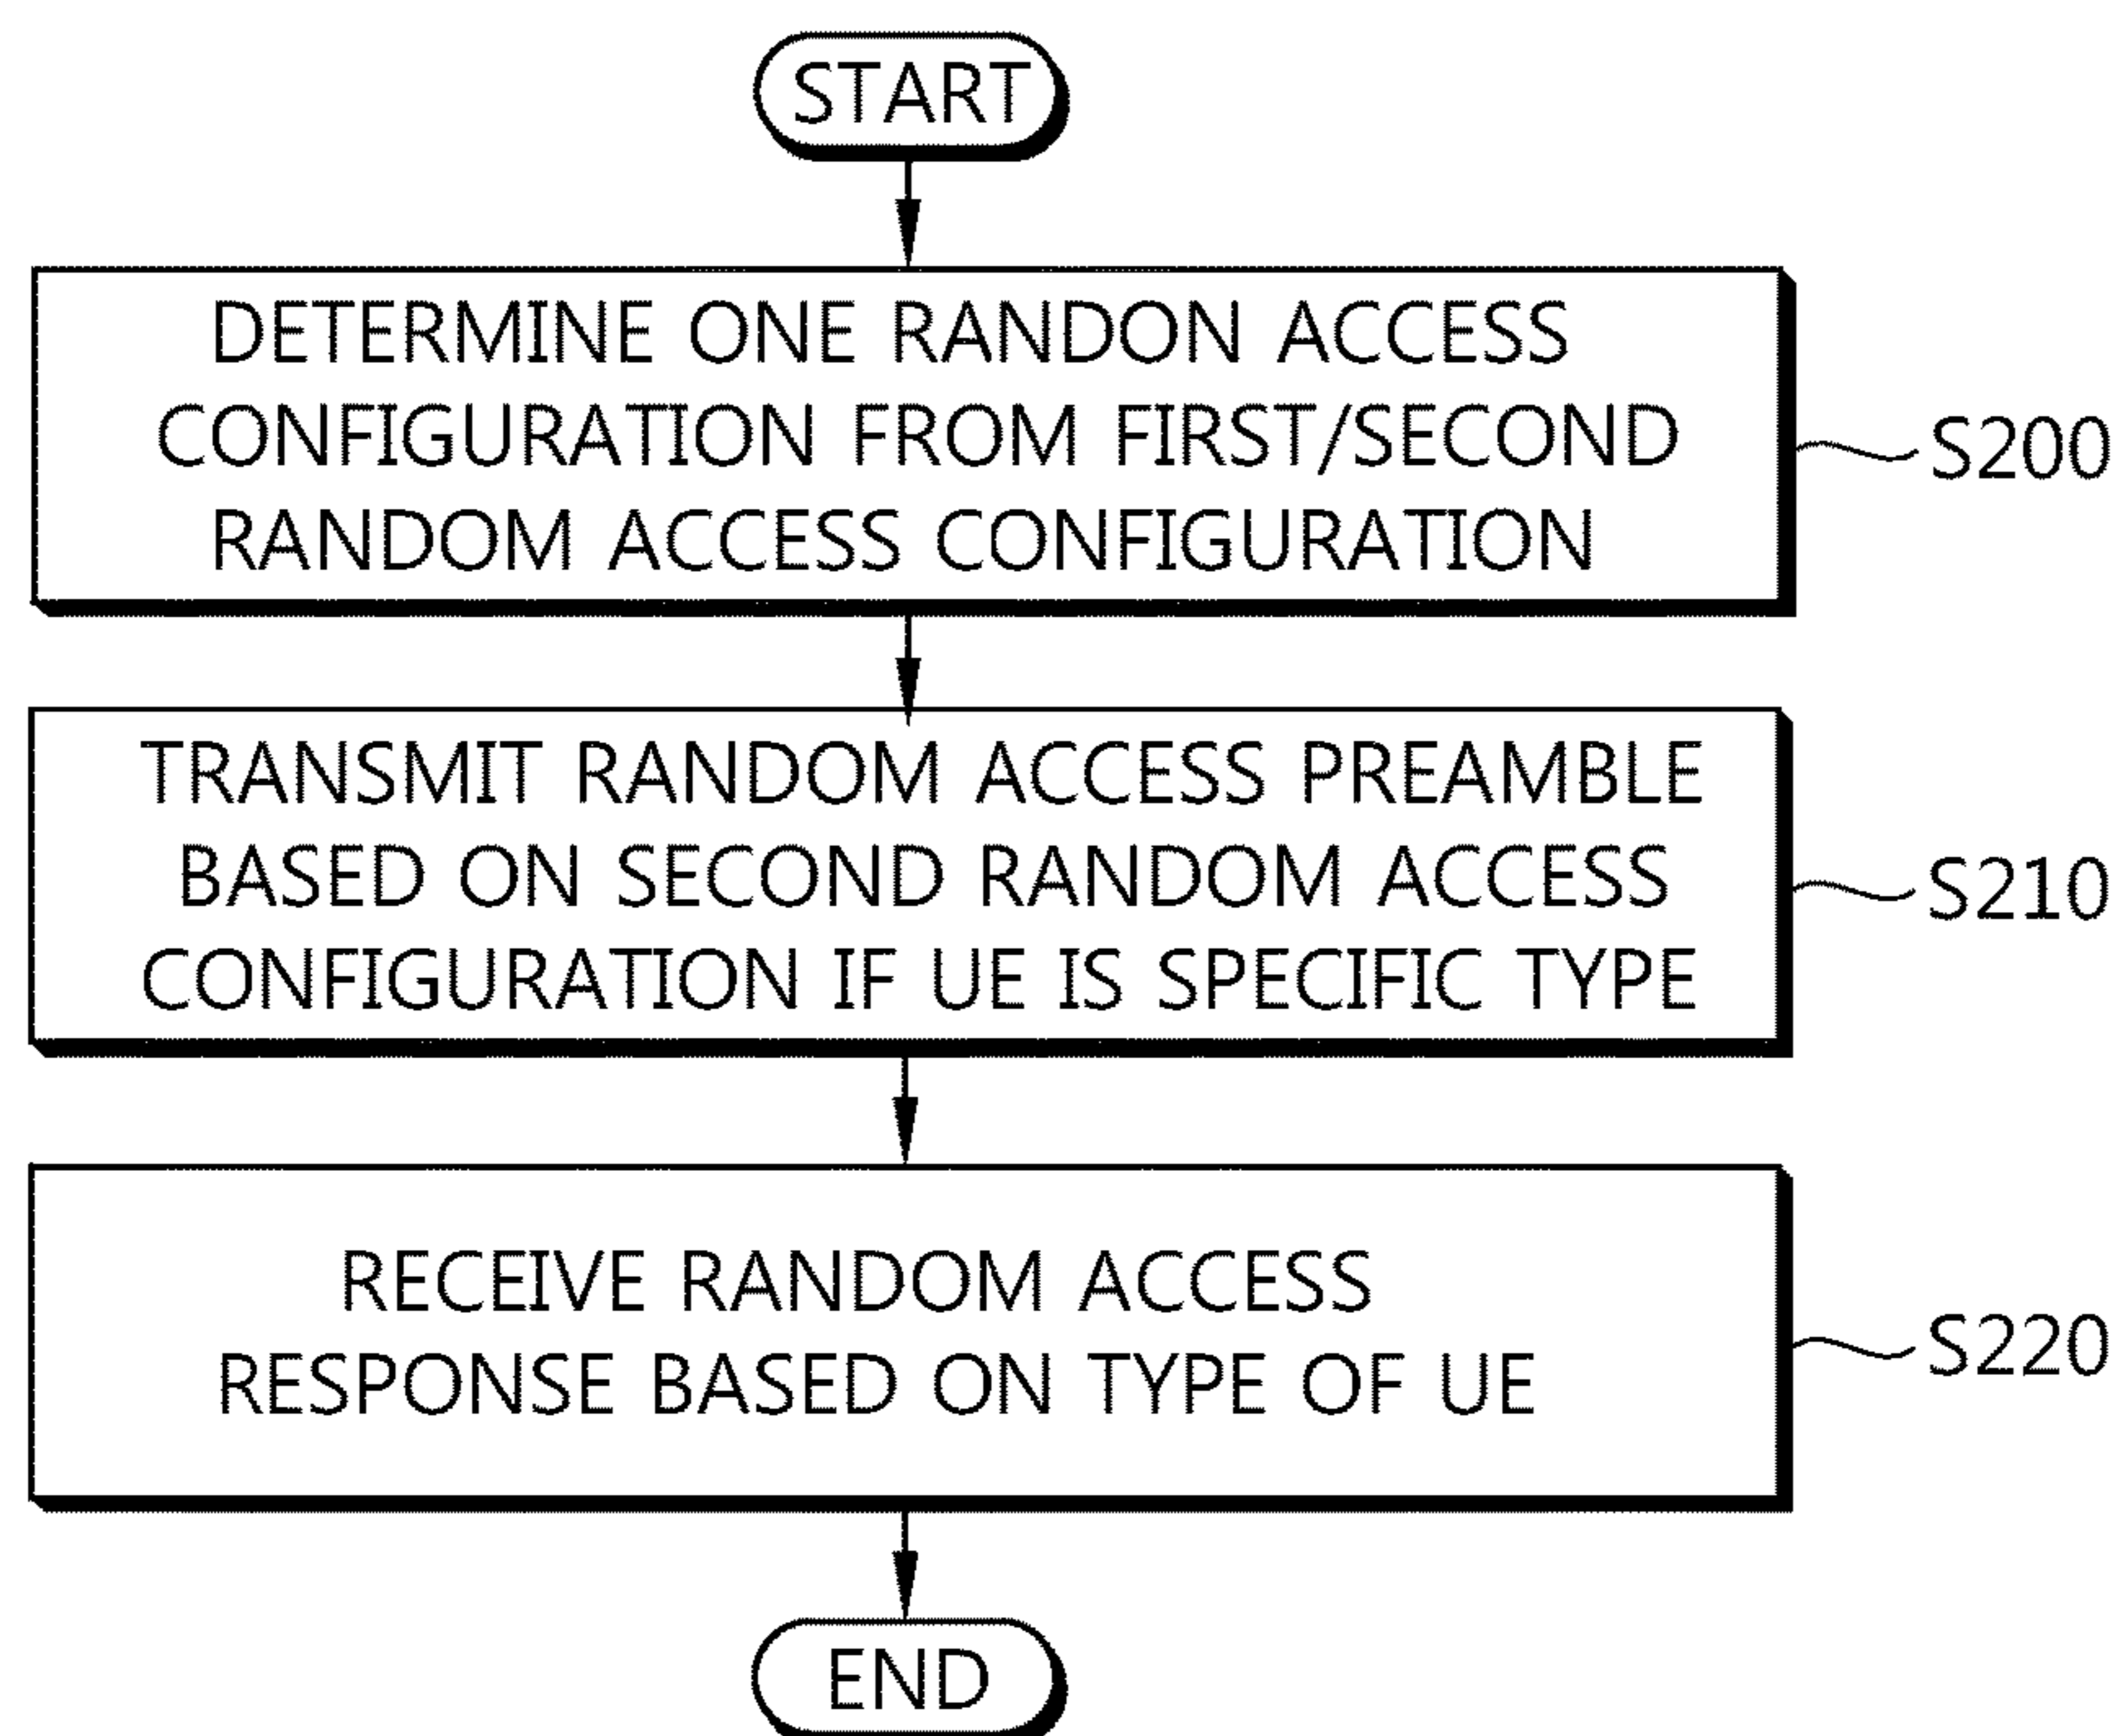 START
DETERMINE ONE RANDON ACCESS
CONFIGURATION FROM FIRST/SECOND
RANDOM ACCESS CONFIGURATION
S200
TRANSMIT RANDOM ACCESS PREAMBLE
BASED ON SECOND RANDOM ACCESS
CONFIGURATION IF UE IS SPECIFIC TYPE
S210
RECEIVE RANDOM ACCESS
RESPONSE BASED ON TYPE OF UE
S220
END